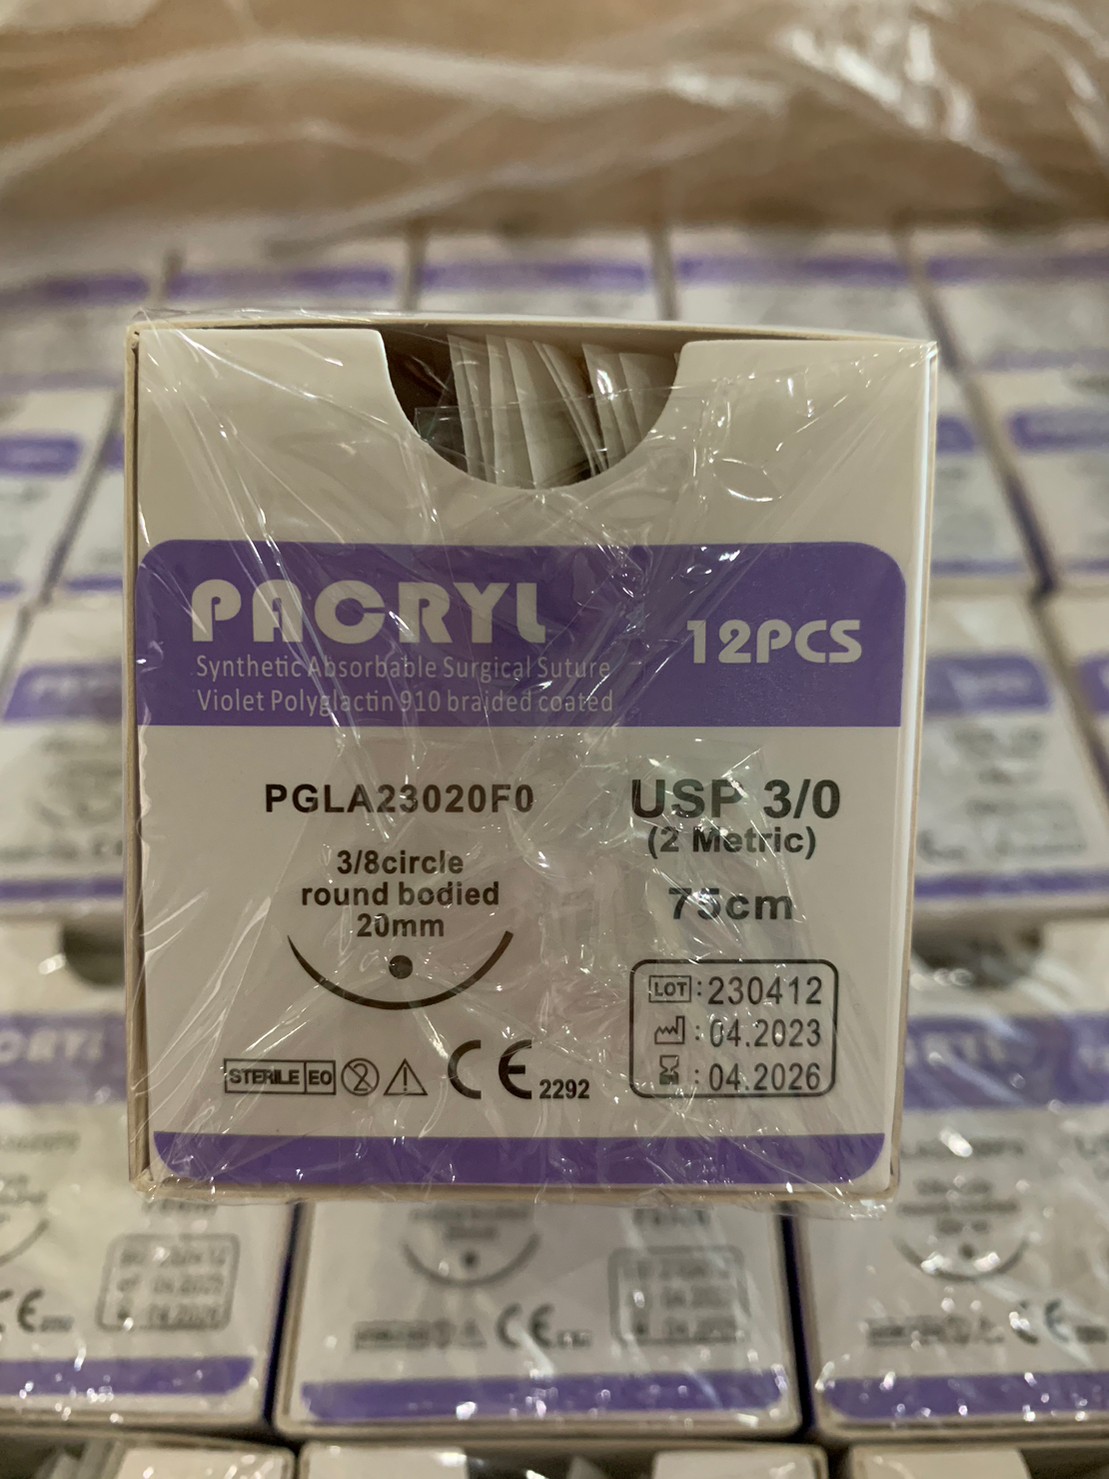 PACRYL
12PCS
Synthetic Absorbable Surgical Suture
Violet Polyglactin 910 braided coated
PGLA23020F0
3/8circle
round bodied
20mm
USP 3/0
(2 Metric)
75cm
LOT : 230412
: 04.2023
: 04.2026
STERILE EO
2
CE 2292